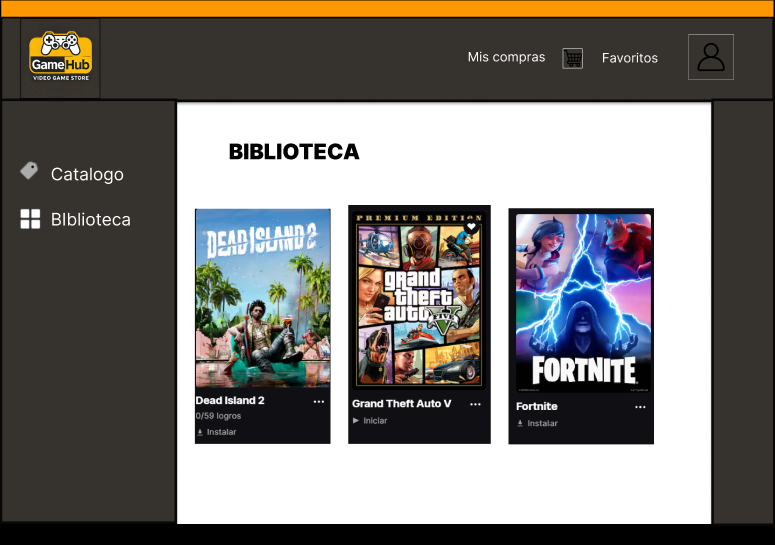 GameHub
VIDEO GAME STORE
Mis compras
Favoritos
Catalogo
BIblioteca
BIBLIOTECA
DEAD ISLAND 2
Dead Island 2
0/59 logros
Instalar
PREMIUM EDITION
grand
theft
auto V
FIVE
Grand Theft Auto V
Iniciar
FORTNITE
Fortnite
Instalar